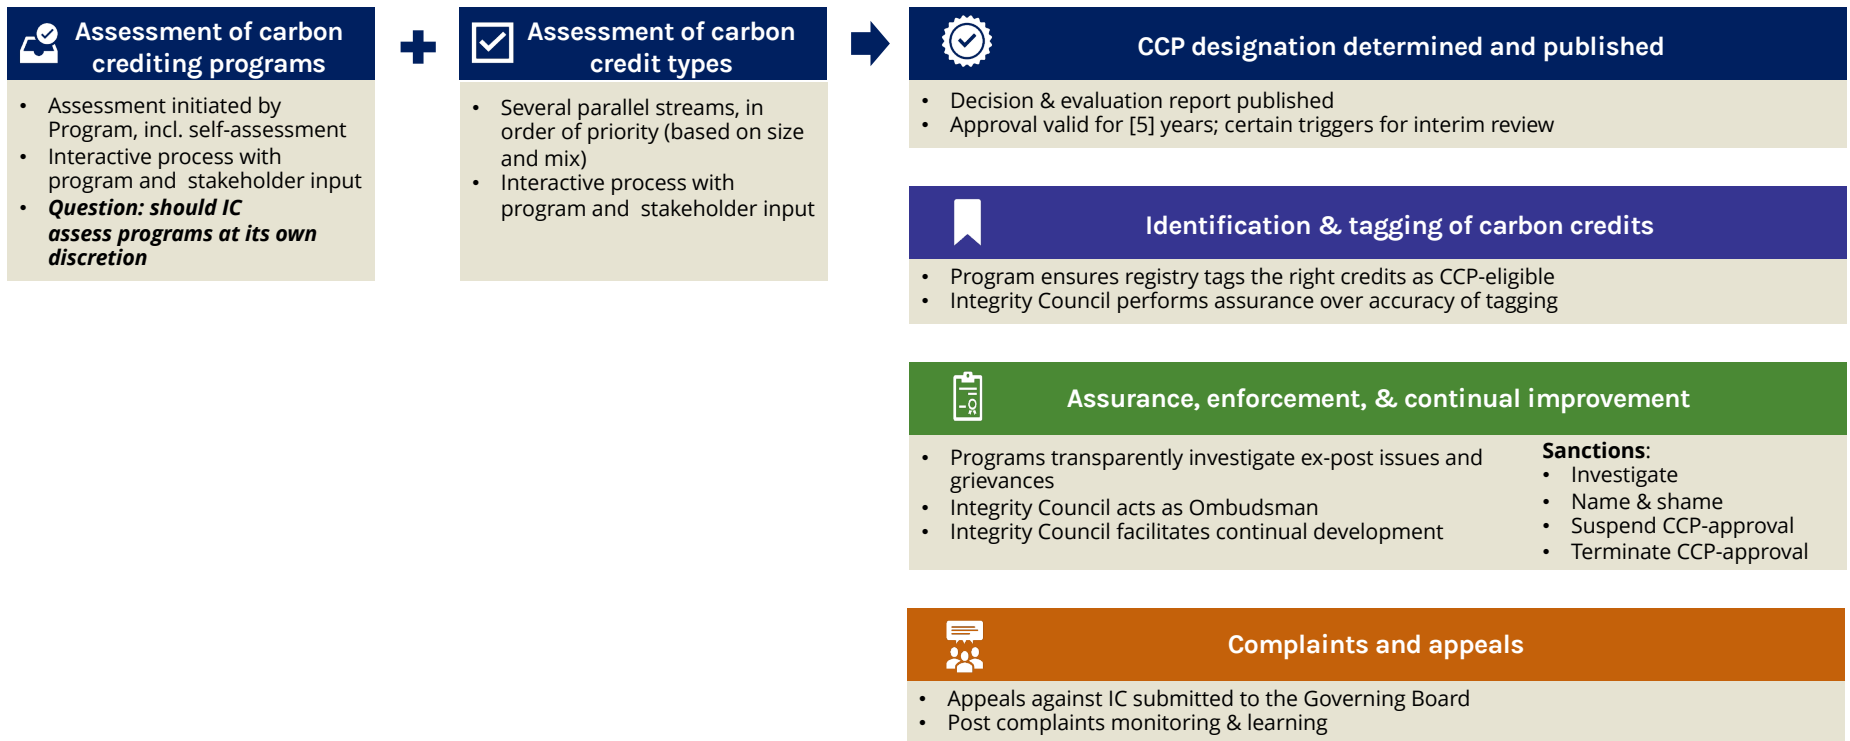 Assessment of carbon
crediting programs
• Assessment initiated by
Program, incl. self-assessment
• Interactive process with
program and stakeholder input
• Question: should IC
assess programs at its own
discretion
Assessment of carbon
credit types
• Several parallel streams, in
order of priority (based on size
and mix)
• Interactive process with
program and stakeholder input
CCP designation determined and published
• Decision & evaluation report published
• Approval valid for [5] years; certain triggers for interim review
Identification & tagging of carbon credits
• Program ensures registry tags the right credits as CCP-eligible
• Integrity Council performs assurance over accuracy of tagging
Assurance, enforcement, & continual improvement
• Programs transparently investigate ex-post issues and
grievances
• Integrity Council acts as Ombudsman
• Integrity Council facilitates continual development
Sanctions:
• Investigate
• Name & shame
• Suspend CCP-approval
• Terminate CCP-approval
Complaints and appeals
• Appeals against IC submitted to the Governing Board
• Post complaints monitoring & learning